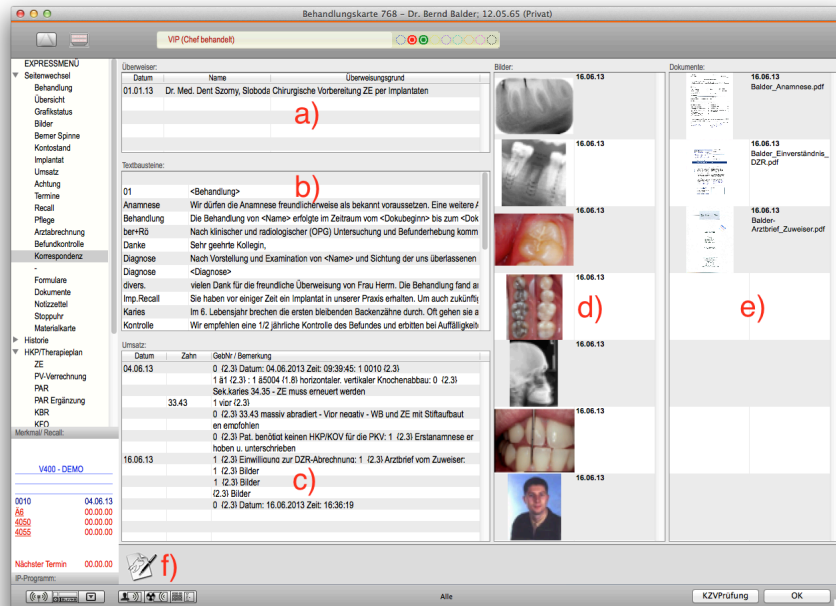 Behandlungskarte 768 – Dr. Bernd Balder; 12.05.65 (Privat)
VIP (Chef behandelt)
EXPRESSMENÜ
Seitenwechsel
Behandlung
Übersicht
Grafikstatus
Bilder
Berner Spinne
Kontostand
Implantat
Umsatz
Achtung
Termine
Recall
Pflege
Arztabrechnung
Befundkontrolle
Korrespondenz
-
Formulare
Dokumente
Notizzettel
Stoppuhr
Materialkarte
Historie
HKP/Therapieplan
ZE
PV-Verrechnung
PAR
PAR Ergänzung
KBR
KFO
Merkmal/ Recall:
V400 - DEMO
0010 04.06.13
Ä6 00.00.00
4050 00.00.00
4055 00.00.00
Nächster Termin 00.00.00
IP-Programm:
Überweiser:
Datum Name Überweisungsgrund
01.01.13 Dr. Med. Dent Szorny, Sloboda Chirurgische Vorbereitung ZE per Implantaten
a)
Textbausteine:
b)
01 <Behandlung>
Anamnese Wir dürfen die Anamnese freundlicherweise als bekannt voraussetzen. Eine weitere A
Behandlung Die Behandlung von <Name> erfolgte im Zeitraum vom <Dokubeginn> bis zum <Dok
ber+Rö Nach klinischer und radiologischer (OPG) Untersuchung und Befunderhebung komm
Danke Sehr geehrte Kollegin,
Diagnose Nach Vorstellung und Examination von <Name> und Sichtung der uns überlassenen
Diagnose <Diagnose>
divers. vielen Dank für die freundliche Überweisung von Frau Herrn. Die Behandlung fand an
Imp.Recall Sie haben vor einiger Zeit ein Implantat in unserer Praxis erhalten. Um auch zukünftig
Karies Im 6. Lebensjahr brechen die ersten bleibenden Backenzähne durch. Oft gehen sie a
Kontrolle Wir empfehlen eine 1/2 jährliche Kontrolle des Befundes und erbitten bei Auffälligkeite
Umsatz:
Datum Zahn GebNr / Bemerkung
04.06.13 0 {2.3} Datum: 04.06.2013 Zeit: 09:39:45: 1 0010 {2.3}
1 ä1 {2.3} : 1 ä5004 {1.8} horizontaler. vertikaler Knochenabbau: 0 {2.3}
Sek.karies 34.35 - ZE muss erneuert werden
33.43 1 vipr {2.3}
0 {2.3} 33.43 massiv abradiert - Vipr negativ - WB und ZE mit Stiftaufbaut
en empfohlen
0 {2.3} Pat. benötigt keinen HKP/KOV für die PKV: 1 {2.3} Erstanamnese er
hoben u. unterschrieben
16.06.13 1 {2.3} Einwilligung zur DZR-Abrechnung: 1 {2.3} Arztbrief vom Zuweiser:
1 {2.3} Bilder
1 {2.3} Bilder
{2.3} Bilder
0 {2.3} Datum: 16.06.2013 Zeit: 16:36:19
c)
Bilder:
16.06.13
16.06.13
16.06.13
16.06.13
d)
16.06.13
16.06.13
16.06.13
Dokumente:
16.06.13
Balder_Anamnese.pdf
16.06.13
Balder_Einverständnis_
DZR.pdf
16.06.13
Balder-
Arztbrief_Zuweiser.pdf
e)
f)
Alle
KZVPrüfung
OK